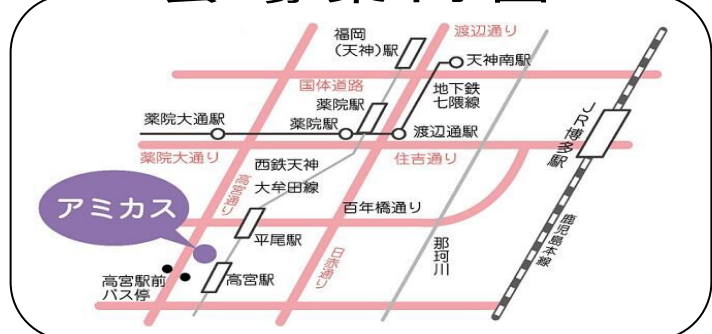 福岡
(天神)駅
渡辺通り
天神南駅
国体道路
地下鉄
七隈線
薬院駅
薬院大通駅
薬院駅
渡辺通駅
JR博多駅
薬院大通り
住吉通り
西鉄天神
大牟田線
高宮通り
百年橋通り
アミカス
平尾駅
日赤通り
那珂川
鹿児島本線
高宮駅前
バス停
高宮駅